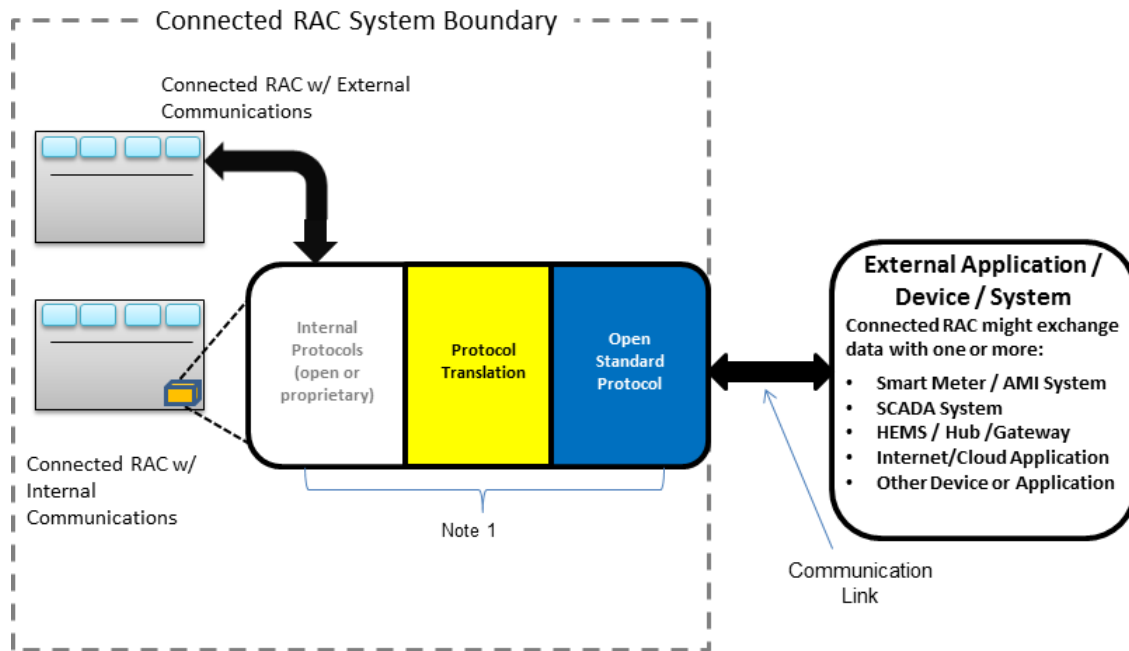 Connected RAC System Boundary
Connected RAC w/ External
Communications
Internal
Protocols
(open or
proprietary)
Protocol
Translation
Open
Standard
Protocol
External Application /
Device / System
Connected RAC might exchange
data with one or more:
• Smart Meter / AMI System
• SCADA System
• HEMS / Hub /Gateway
• Internet/Cloud Application
• Other Device or Application
Connected RAC w/
Internal
Communications
Note 1
Communication
Link